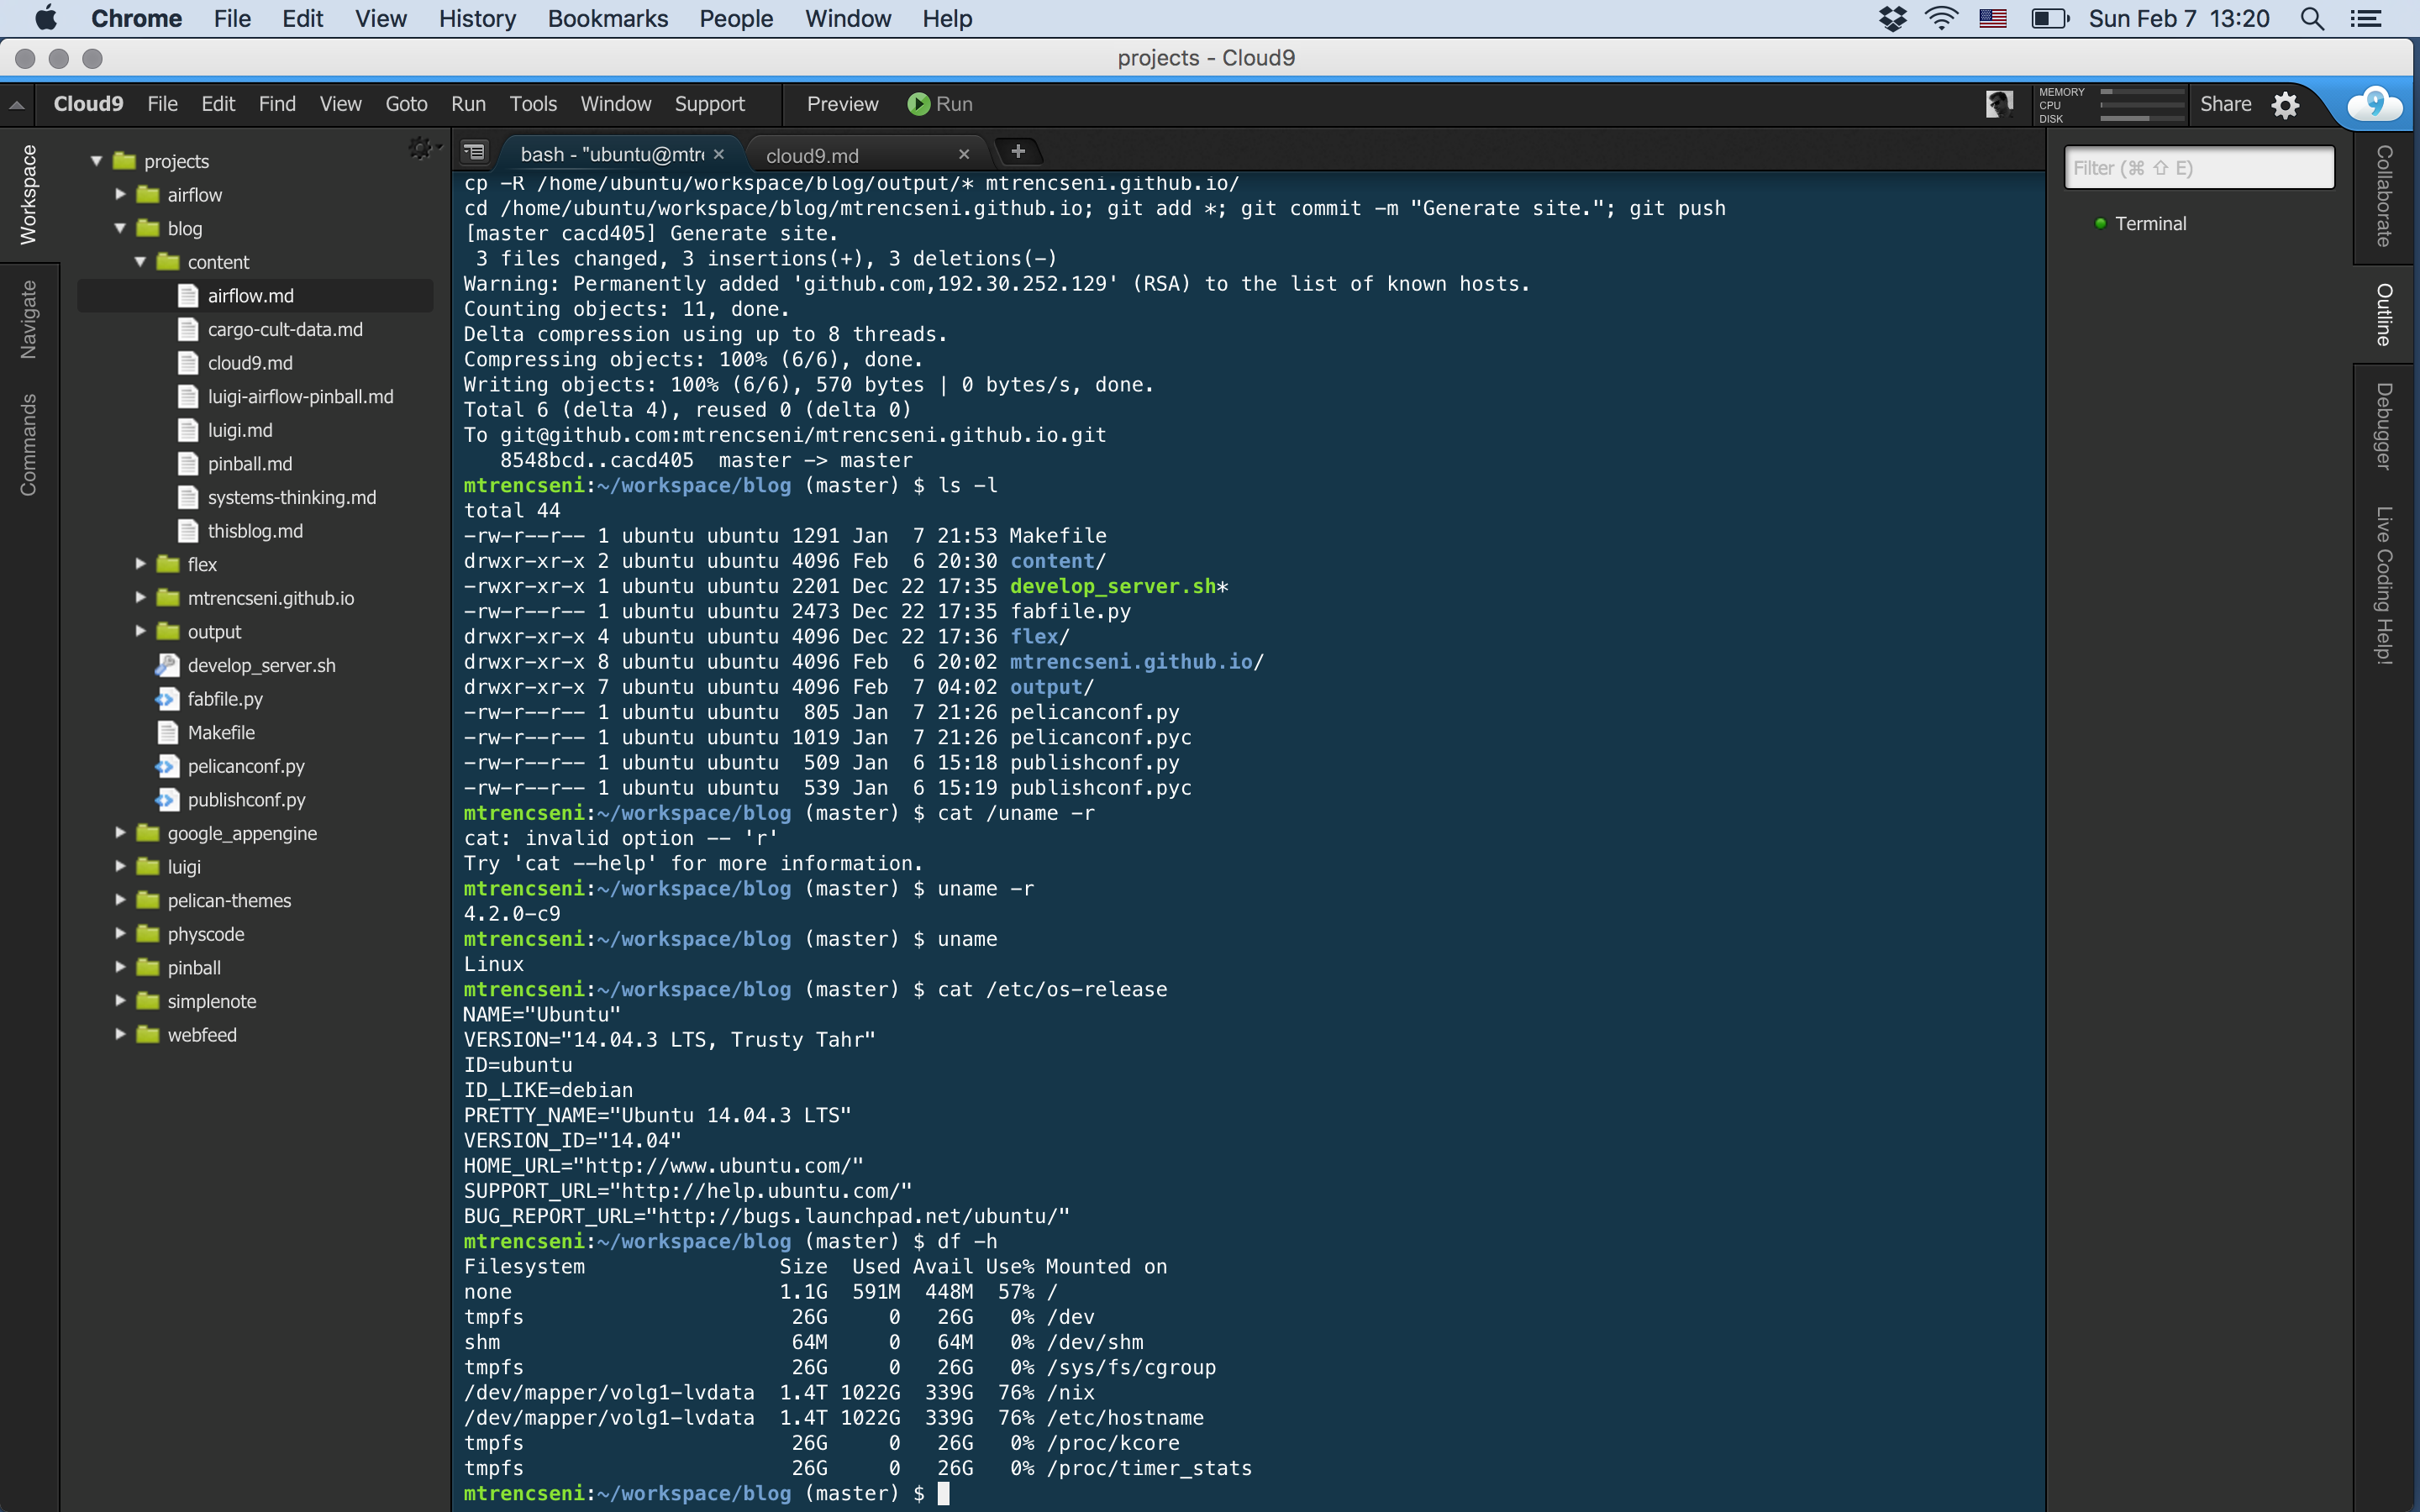 Chrome File Edit View History Bookmarks People Window Help Sun Feb 7 13:20
projects - Cloud9
Cloud9 File Edit Find View Goto Run Tools Window Support Preview Run MEMORY CPU DISK Share
Workspace
Navigate
Commands
projects
airflow
blog
content
airflow.md
cargo-cult-data.md
cloud9.md
luigi-airflow-pinball.md
luigi.md
pinball.md
systems-thinking.md
thisblog.md
flex
mtrencseni.github.io
output
develop_server.sh
fabfile.py
Makefile
pelicanconf.py
publishconf.py
google_appengine
luigi
pelican-themes
physcode
pinball
simplenote
webfeed
bash - "ubuntu@mtr
cloud9.md
cp -R /home/ubuntu/workspace/blog/output/* mtrencseni.github.io/
cd /home/ubuntu/workspace/blog/mtrencseni.github.io; git add *; git commit -m "Generate site."; git push
[master cacd405] Generate site.
3 files changed, 3 insertions(+), 3 deletions(-)
Warning: Permanently added 'github.com,192.30.252.129' (RSA) to the list of known hosts.
Counting objects: 11, done.
Delta compression using up to 8 threads.
Compressing objects: 100% (6/6), done.
Writing objects: 100% (6/6), 570 bytes | 0 bytes/s, done.
Total 6 (delta 4), reused 0 (delta 0)
To git@github.com:mtrencseni/mtrencseni.github.io.git
8548bcd..cacd405  master -> master
mtrencseni:~/workspace/blog (master) $ ls -l
total 44
-rw-r--r-- 1 ubuntu ubuntu 1291 Jan  7 21:53 Makefile
drwxr-xr-x 2 ubuntu ubuntu 4096 Feb  6 20:30 content/
-rwxr-xr-x 1 ubuntu ubuntu 2201 Dec 22 17:35 develop_server.sh*
-rw-r--r-- 1 ubuntu ubuntu 2473 Dec 22 17:35 fabfile.py
drwxr-xr-x 4 ubuntu ubuntu 4096 Dec 22 17:36 flex/
drwxr-xr-x 8 ubuntu ubuntu 4096 Feb  6 20:02 mtrencseni.github.io/
drwxr-xr-x 7 ubuntu ubuntu 4096 Feb  7 04:02 output/
-rw-r--r-- 1 ubuntu ubuntu  805 Jan  7 21:26 pelicanconf.py
-rw-r--r-- 1 ubuntu ubuntu 1019 Jan  7 21:26 pelicanconf.pyc
-rw-r--r-- 1 ubuntu ubuntu  509 Jan  6 15:18 publishconf.py
-rw-r--r-- 1 ubuntu ubuntu  539 Jan  6 15:19 publishconf.pyc
mtrencseni:~/workspace/blog (master) $ cat /uname -r
cat: invalid option -- 'r'
Try 'cat --help' for more information.
mtrencseni:~/workspace/blog (master) $ uname -r
4.2.0-c9
mtrencseni:~/workspace/blog (master) $ uname
Linux
mtrencseni:~/workspace/blog (master) $ cat /etc/os-release
NAME="Ubuntu"
VERSION="14.04.3 LTS, Trusty Tahr"
ID=ubuntu
ID_LIKE=debian
PRETTY_NAME="Ubuntu 14.04.3 LTS"
VERSION_ID="14.04"
HOME_URL="http://www.ubuntu.com/"
SUPPORT_URL="http://help.ubuntu.com/"
BUG_REPORT_URL="http://bugs.launchpad.net/ubuntu/"
mtrencseni:~/workspace/blog (master) $ df -h
Filesystem                Size  Used Avail Use% Mounted on
none                      1.1G  591M  448M  57% /
tmpfs                      26G     0   26G   0% /dev
shm                        64M     0   64M   0% /dev/shm
tmpfs                      26G     0   26G   0% /sys/fs/cgroup
/dev/mapper/volg1-lvdata  1.4T 1022G  339G  76% /nix
/dev/mapper/volg1-lvdata  1.4T 1022G  339G  76% /etc/hostname
tmpfs                      26G     0   26G   0% /proc/kcore
tmpfs                      26G     0   26G   0% /proc/timer_stats
mtrencseni:~/workspace/blog (master) $
Filter (⌘ ⇧ E)
Terminal
Collaborate
Outline
Debugger
Live Coding Help!